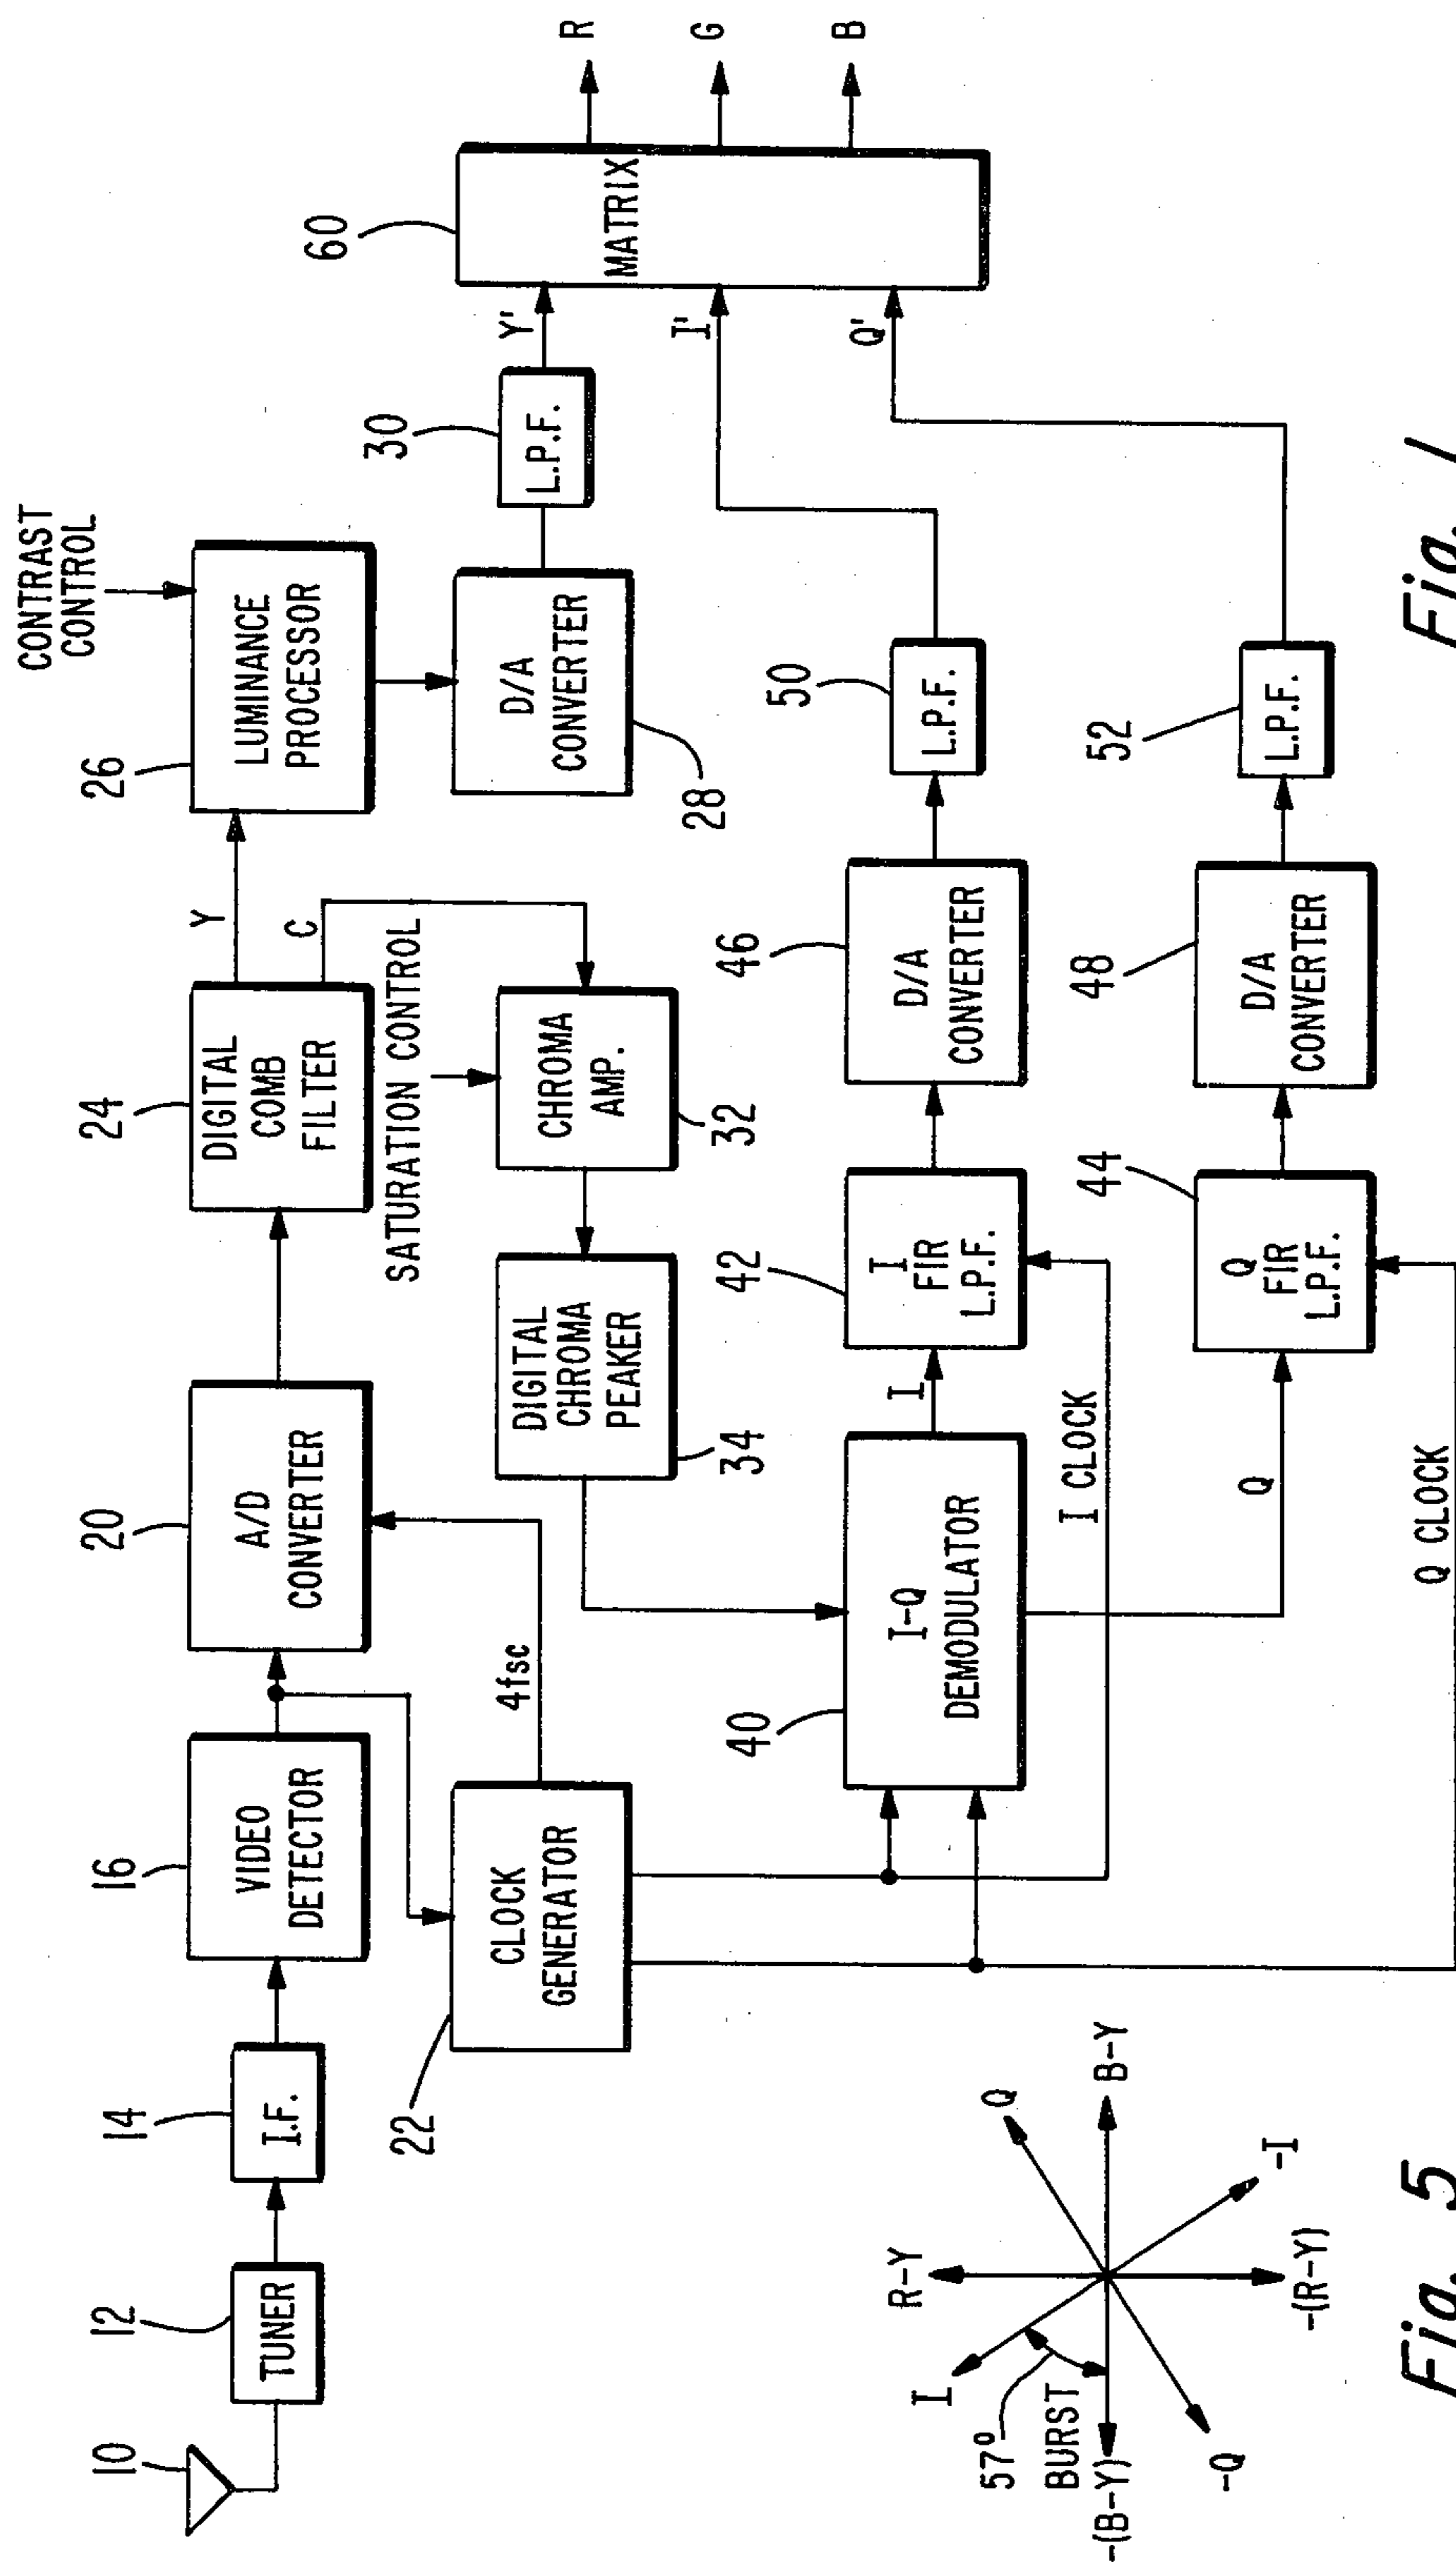 CONTRAST
CONTROL
10
12
TUNER
14
I.F.
16
VIDEO
DETECTOR
20
A/D
CONVERTER
24
DIGITAL
COMB
FILTER
Y
C
26
LUMINANCE
PROCESSOR
22
CLOCK
GENERATOR
4fsc
34
DIGITAL
CHROMA
PEAKER
SATURATION CONTROL
32
CHROMA
AMP.
28
D/A
CONVERTER
30
L.P.F.
Y'
I'
Q'
60
MATRIX
R
G
B
40
I-Q
DEMODULATOR
I
42
I
FIR
L.P.F.
46
D/A
CONVERTER
50
L.P.F.
I CLOCK
Q
44
Q
FIR
L.P.F.
48
D/A
CONVERTER
52
L.P.F.
Q CLOCK
Fig. 1
R-Y
I
Q
57°
BURST
-(B-Y)
B-Y
-Q
-(R-Y)
-I
Fig. 5